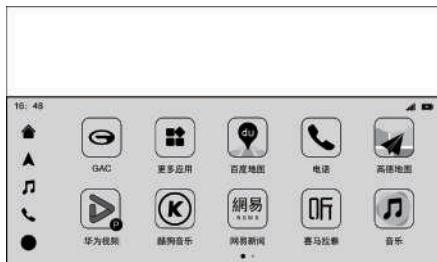 16: 48
GAC
更多应用
du
百度地图
电话
高德地图
P
华为视频
K
酷狗音乐
網易
NEWS
网易新闻
听
喜马拉雅
音乐